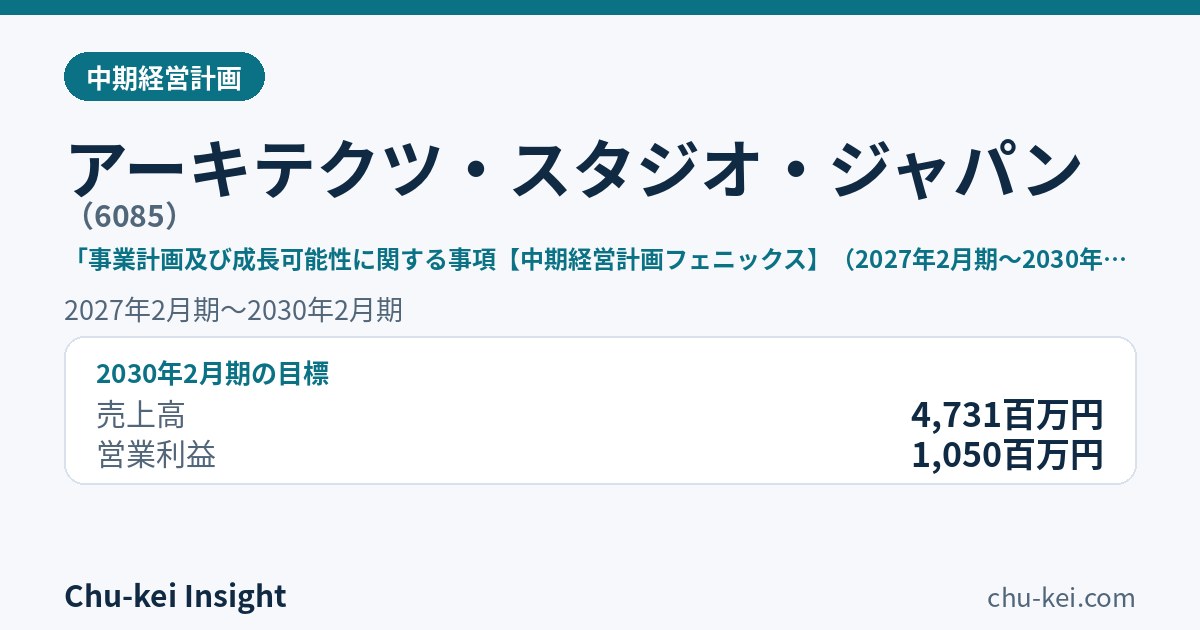 中期経営計画
アーキテクツ・スタジオ・ジャパン
（6085）
「事業計画及び成長可能性に関する事項【中期経営計画フェニックス】（2027年2月期〜2030年…
2027年2月期〜2030年2月期
2030年2月期の目標
売上高 4,731百万円
営業利益 1,050百万円
Chu-kei Insight
chu-kei.com